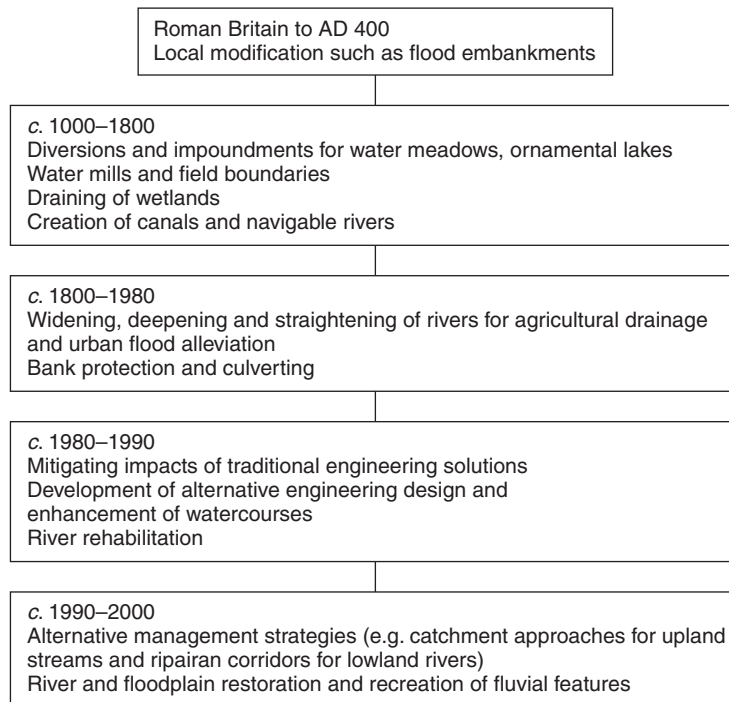 Roman Britain to AD 400
Local modification such as flood embankments
c. 1000–1800
Diversions and impoundments for water meadows, ornamental lakes
Water mills and field boundaries
Draining of wetlands
Creation of canals and navigable rivers
c. 1800–1980
Widening, deepening and straightening of rivers for agricultural drainage
and urban flood alleviation
Bank protection and culverting
c. 1980–1990
Mitigating impacts of traditional engineering solutions
Development of alternative engineering design and
enhancement of watercourses
River rehabilitation
c. 1990–2000
Alternative management strategies (e.g. catchment approaches for upland
streams and ripairan corridors for lowland rivers)
River and floodplain restoration and recreation of fluvial features